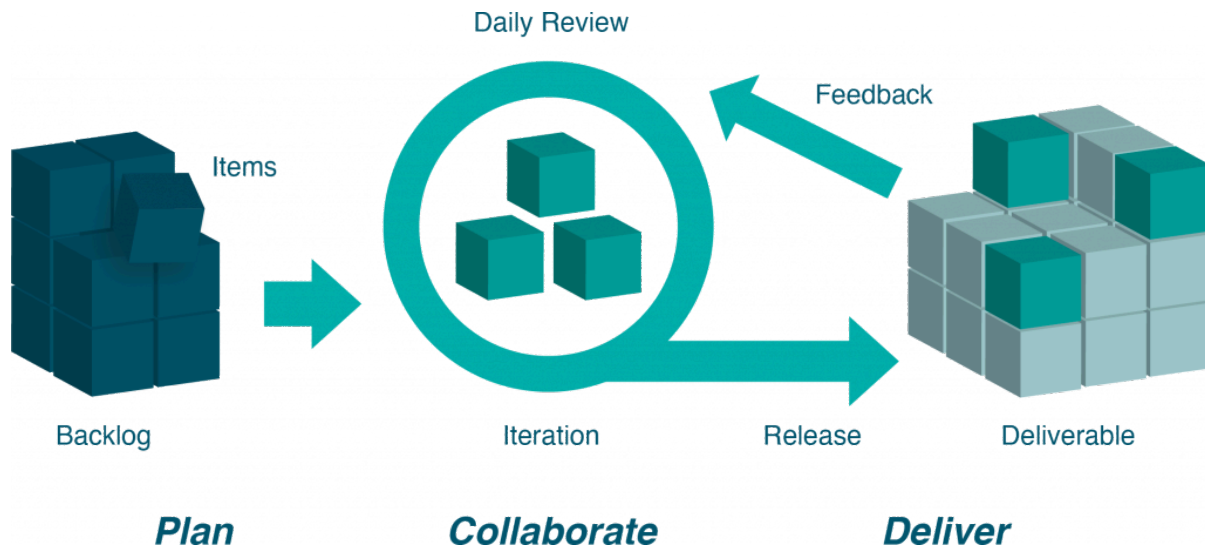 Daily Review
Feedback
Items
Backlog
Iteration
Release
Deliverable
Plan
Collaborate
Deliver